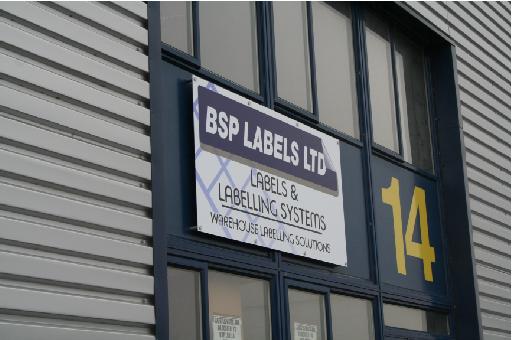 BSP LABELS LTD
LABELS &
LABELLING SYSTEMS
WAREHOUSE LABELLING SOLUTIONS
14